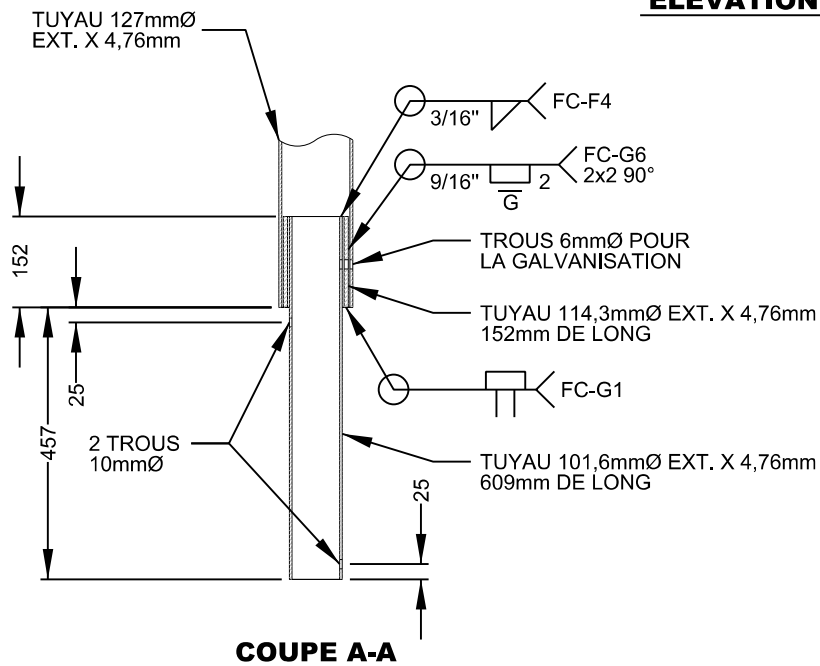 ÉLÉVATION
TUYAU 127mmØ
EXT. X 4,76mm
FC-F4
3/16"
FC-G6
2x2 90°
9/16"
2
G
TROUS 6mmØ POUR
LA GALVANISATION
152
TUYAU 114,3mmØ EXT. X 4,76mm
152mm DE LONG
25
FC-G1
457
2 TROUS
10mmØ
TUYAU 101,6mmØ EXT. X 4,76mm
609mm DE LONG
25
COUPE A-A